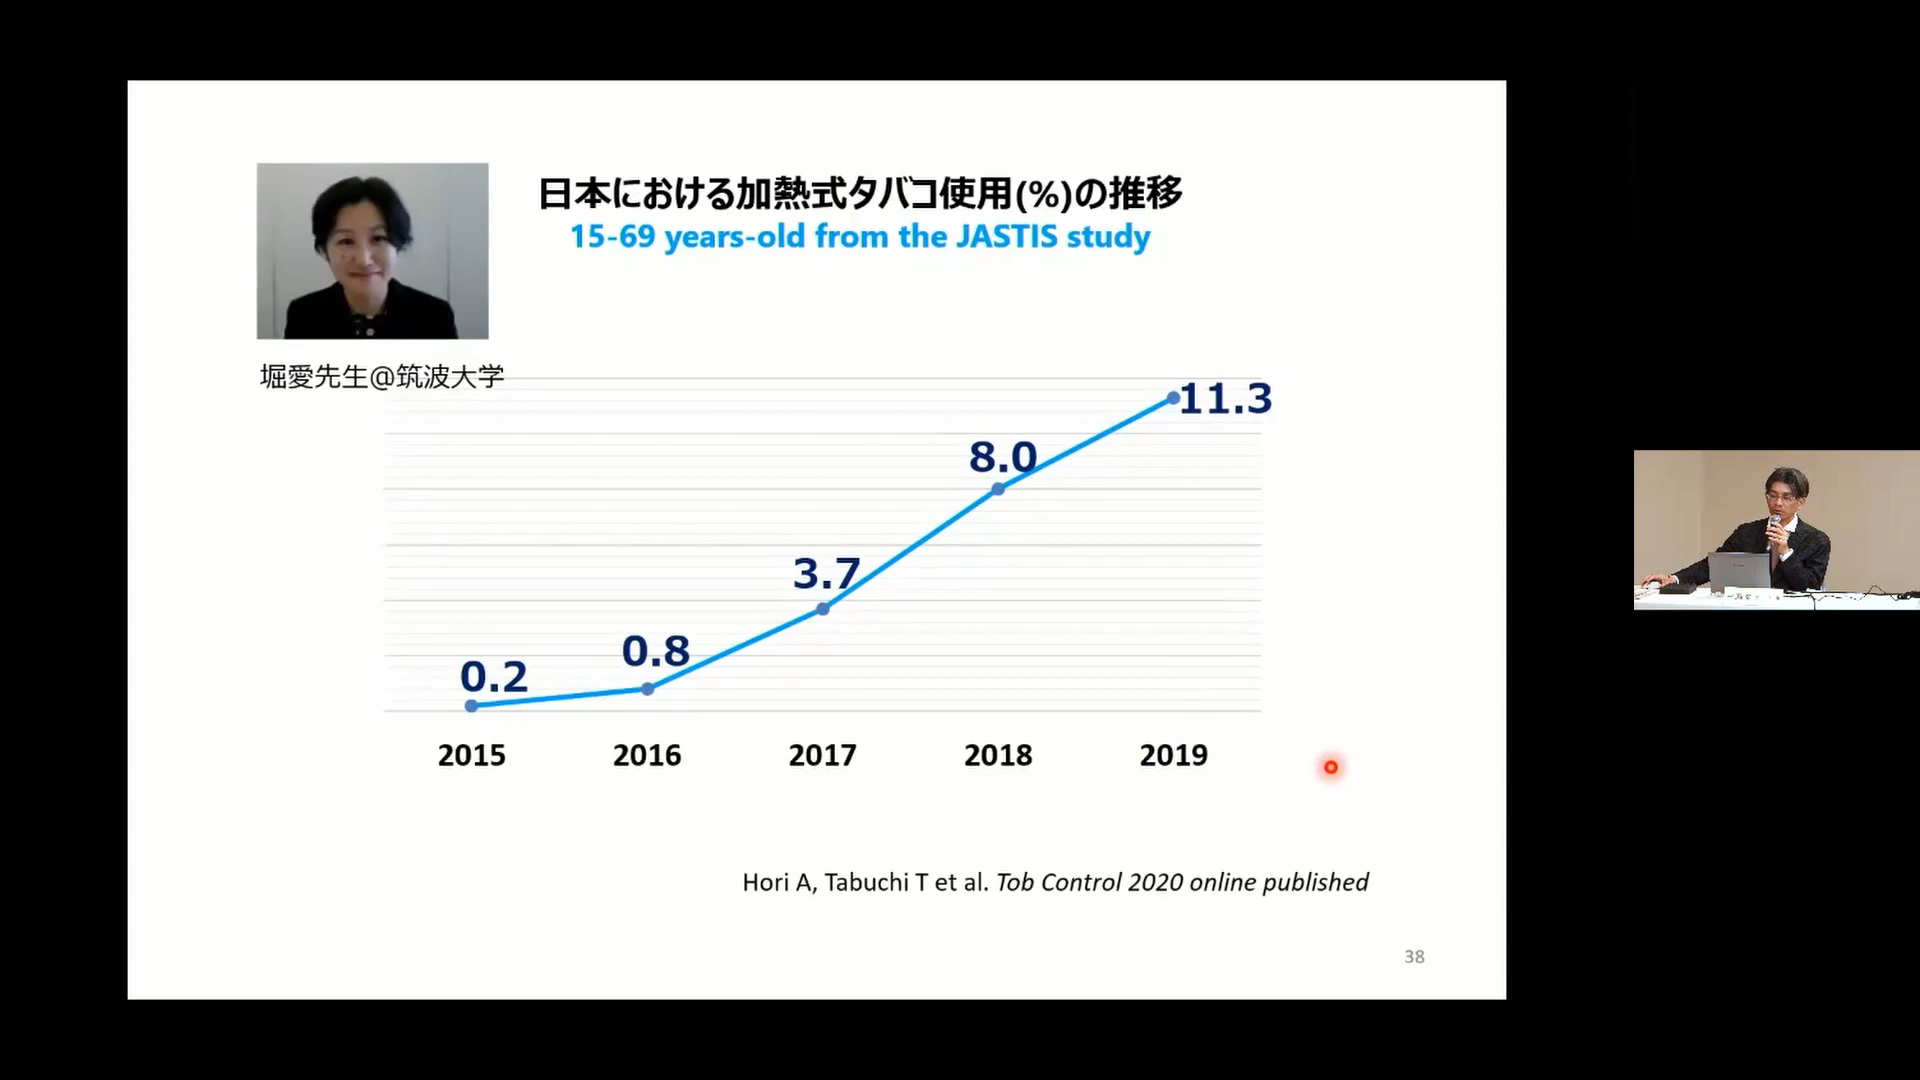 日本における加熱式タバコ使用(%)の推移
15-69 years-old from the JASTIS study
堀愛先生@筑波大学
11.3
8.0
3.7
0.8
0.2
2015 2016 2017 2018 2019
Hori A, Tabuchi T et al. Tob Control 2020 online published
38